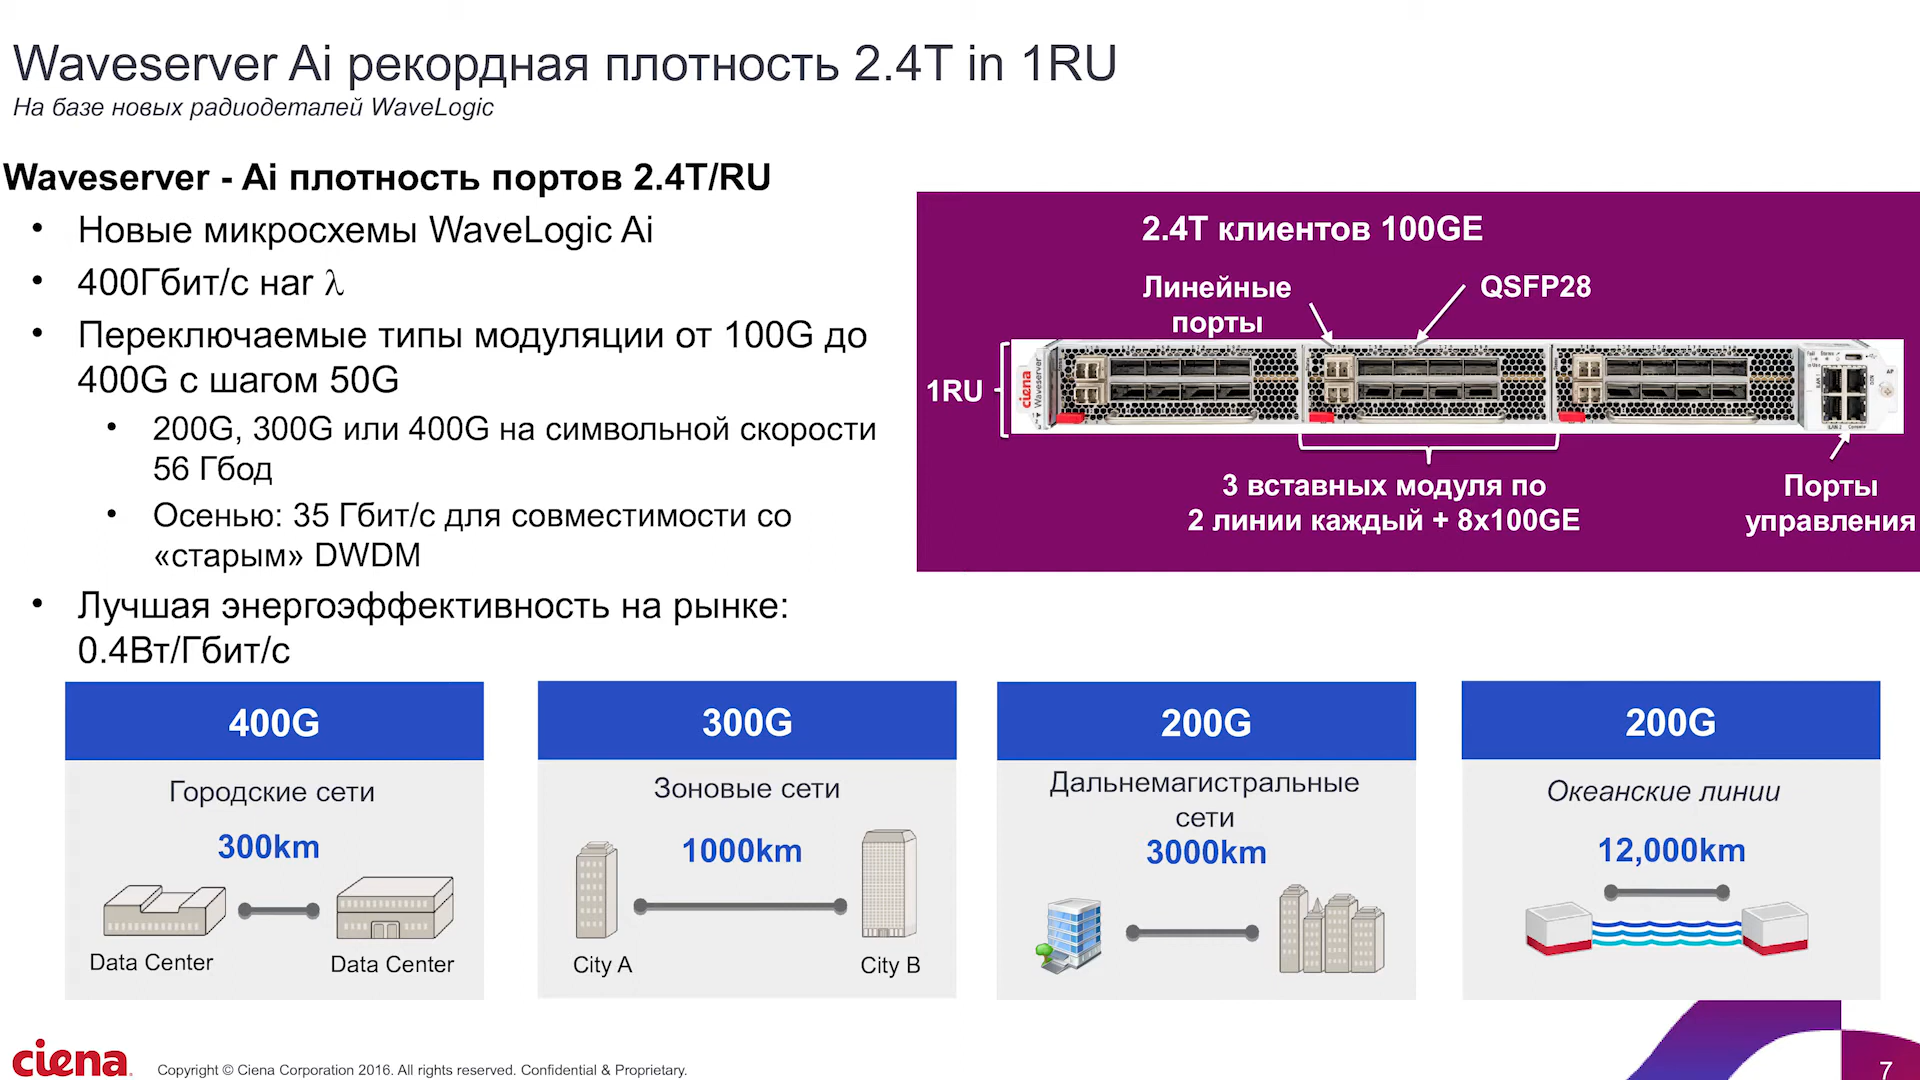 Waveserver Ai рекордная плотность 2.4T in 1RU
На базе новых радиодеталей WaveLogic
Waveserver - Ai плотность портов 2.4T/RU
• Новые микросхемы WaveLogic Ai
• 400Гбит/с наг λ
• Переключаемые типы модуляции от 100G до
400G с шагом 50G
• 200G, 300G или 400G на символьной скорости
56 Гбод
• Осенью: 35 Гбит/с для совместимости со
«старым» DWDM
• Лучшая энергоэффективность на рынке:
0.4Вт/Гбит/с
2.4T клиентов 100GE
Линейные
порты
QSFP28
1RU
ciena
Waveserver
3 вставных модуля по
2 линии каждый + 8x100GE
Порты
управления
400G
Городские сети
300km
Data Center
Data Center
300G
Зоновые сети
1000km
City A
City B
200G
Дальнемагистральные
сети
3000km
200G
Океанские линии
12,000km
ciena
Copyright © Ciena Corporation 2016. All rights reserved. Confidential & Proprietary.
7